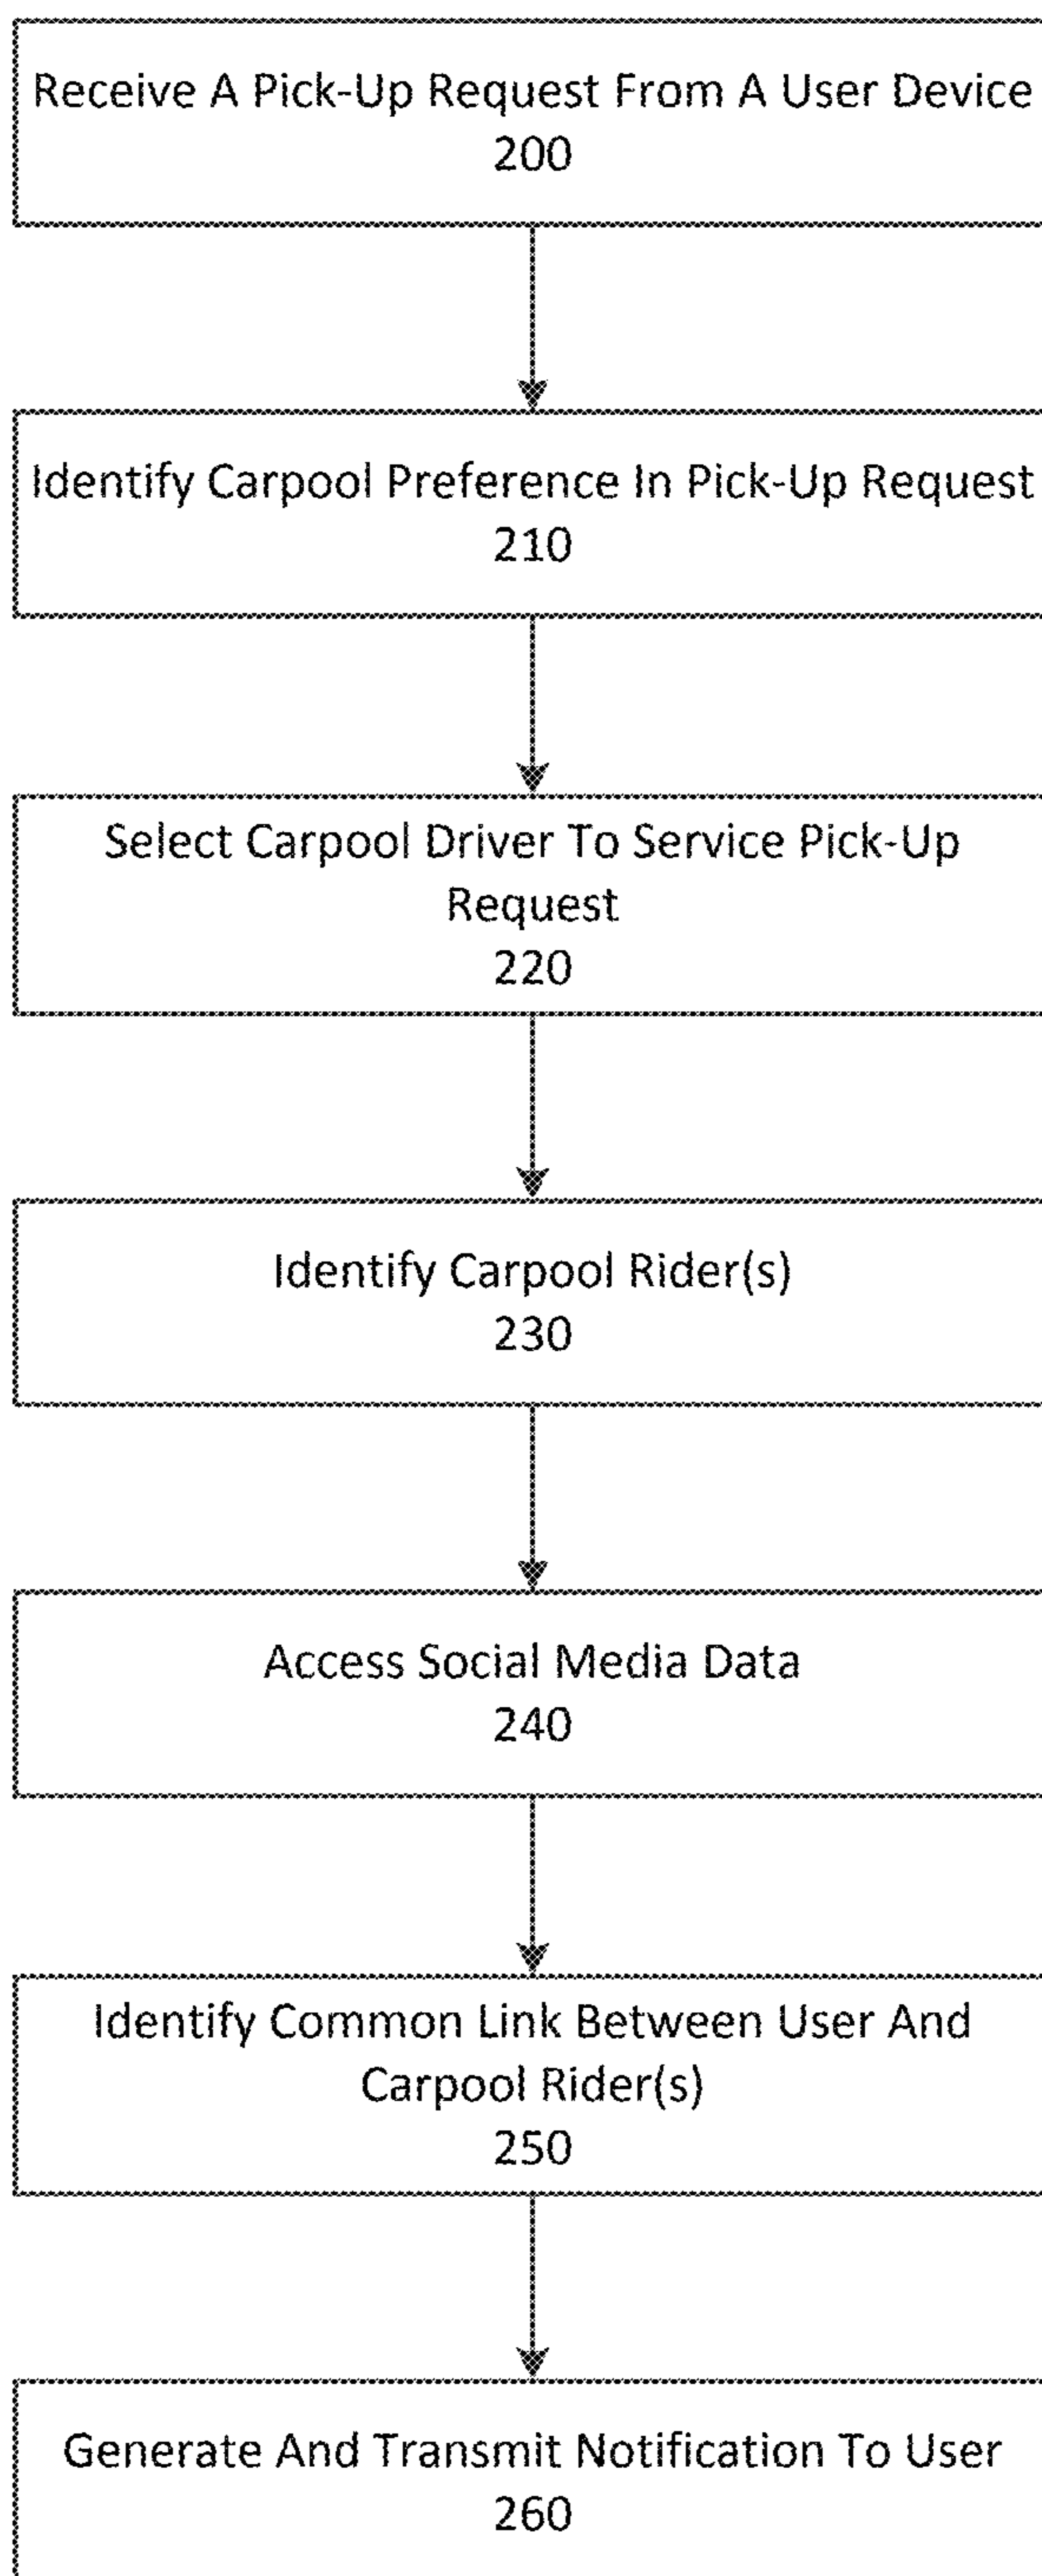 Receive A Pick-Up Request From A User Device
200
Identify Carpool Preference In Pick-Up Request
210
Select Carpool Driver To Service Pick-Up
Request
220
Identify Carpool Rider(s)
230
Access Social Media Data
240
Identify Common Link Between User And
Carpool Rider(s)
250
Generate And Transmit Notification To User
260